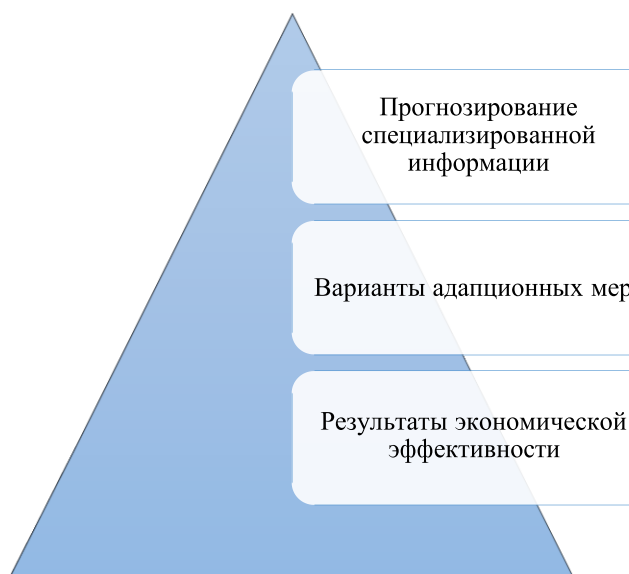 Прогнозирование
специализированной
информации
Варианты адапционных мер
Результаты экономической
эффективности